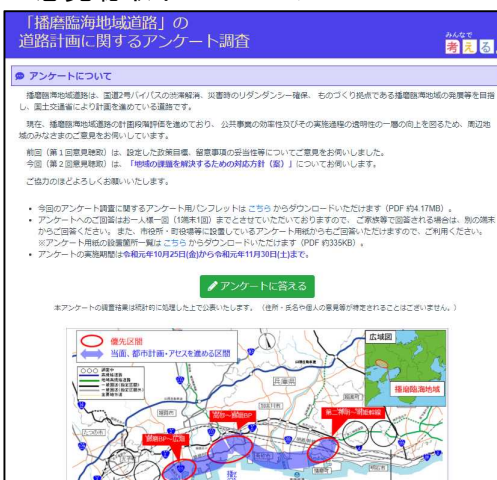 「播磨臨海地域道路」の
道路計画に関するアンケート調査
みんなで
考える
アンケートについて
播磨臨海地域道路は、国道2号バイパスの渋滞解消、災害時のリダンダンシー確保、 ものづくり拠点である播磨臨海地域の発展等を目指
し、国土交通省により計画を進めている道路です。
現在、播磨臨海地域道路の計画段階評価を進めており、 公共事業の効率性及びその実施過程の透明性の一層の向上を図るため、周辺地
域のみなさまのご意見をお伺いしています。
前回（第１回意見聴取）は、設定した政策目標、留意事項の妥当性等についてご意見をお伺いしました。
今回（第２回意見聴取）は、「地域の課題を解決するための対応方針（案）」についてお伺いします。
ご協力のほどよろしくお願いいたします。
• 今回のアンケート調査に関するアンケート用パンフレットは こちら からダウンロードいただけます（PDF 約4.17MB）。
• アンケートへのご回答はお一人様一回（1端末1回）までとさせていただいておりますので、 ご家族等で回答される場合は、別の端末
からご回答ください。 また、市役所・町役場等に設置しているアンケート用紙からもご回答いただけますので、ご利用ください。
※アンケート用紙の設置箇所一覧は こちら からダウンロードいただけます（PDF 約335KB）。
• アンケートの実施期間は令和元年10月25日(金)から令和元年11月30日(土)まで。
アンケートに答える
本アンケートの調査結果は統計的に処理した上で公表いたします。 （住所・氏名や個人の意見等が特定されることはございません。）
優先区間
当面、都市計画・アセスを進める区間
広域図
播磨臨海地域
兵庫県
第二神明～明姫幹線